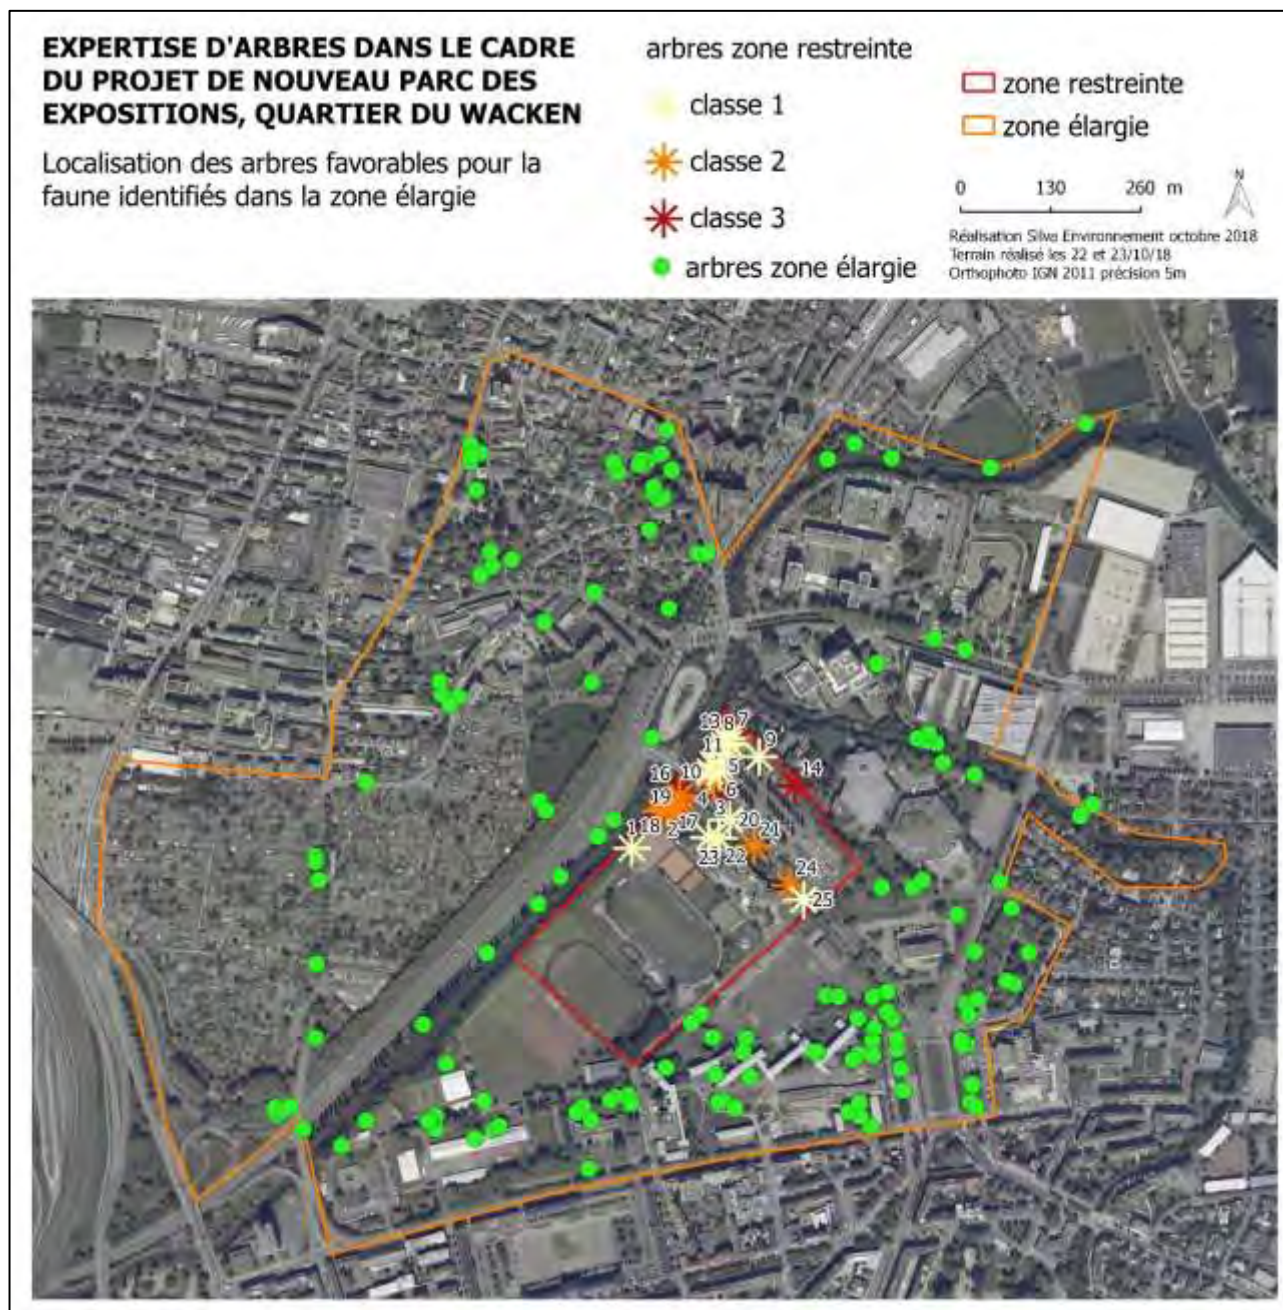 EXPERTISE D'ARBRES DANS LE CADRE
DU PROJET DE NOUVEAU PARC DES
EXPOSITIONS, QUARTIER DU WACKEN
Localisation des arbres favorables pour la
faune identifiés dans la zone élargie
arbres zone restreinte
classe 1
classe 2
classe 3
arbres zone élargie
zone restreinte
zone élargie
0 130 260 m
N
Réalisation Silva Environnement octobre 2018
Terrain réalisé les 22 et 23/10/18
Orthophoto IGN 2011 précision 5m
13 8 7
11 9
16 10 5 14
19 4 6
3
1 18 2 17 20 21
23 22
24
25